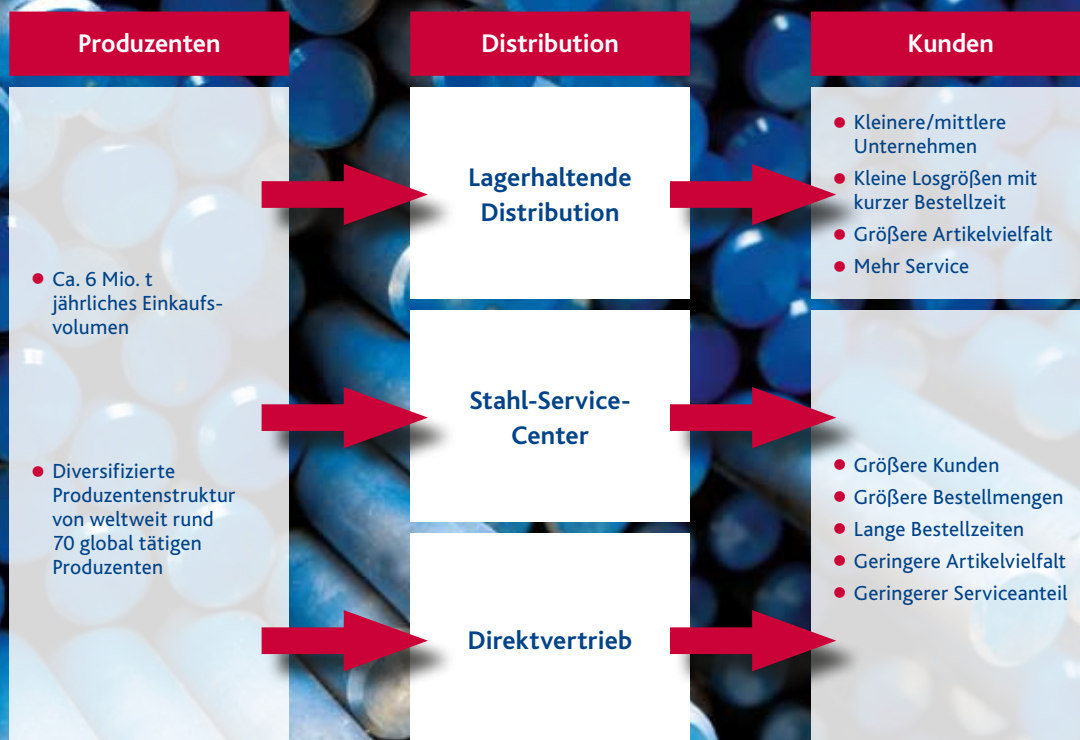 Produzenten
Distribution
Kunden
Ca. 6 Mio. t
jährliches Einkaufs-
volumen
Diversifizierte
Produzentenstruktur
von weltweit rund
70 global tätigen
Produzenten
Lagerhaltende
Distribution
Stahl-Service-
Center
Direktvertrieb
Kleinere/mittlere
Unternehmen
Kleine Losgrößen mit
kurzer Bestellzeit
Größere Artikelvielfalt
Mehr Service
Größere Kunden
Größere Bestellmengen
Lange Bestellzeiten
Geringere Artikelvielfalt
Geringerer Serviceanteil